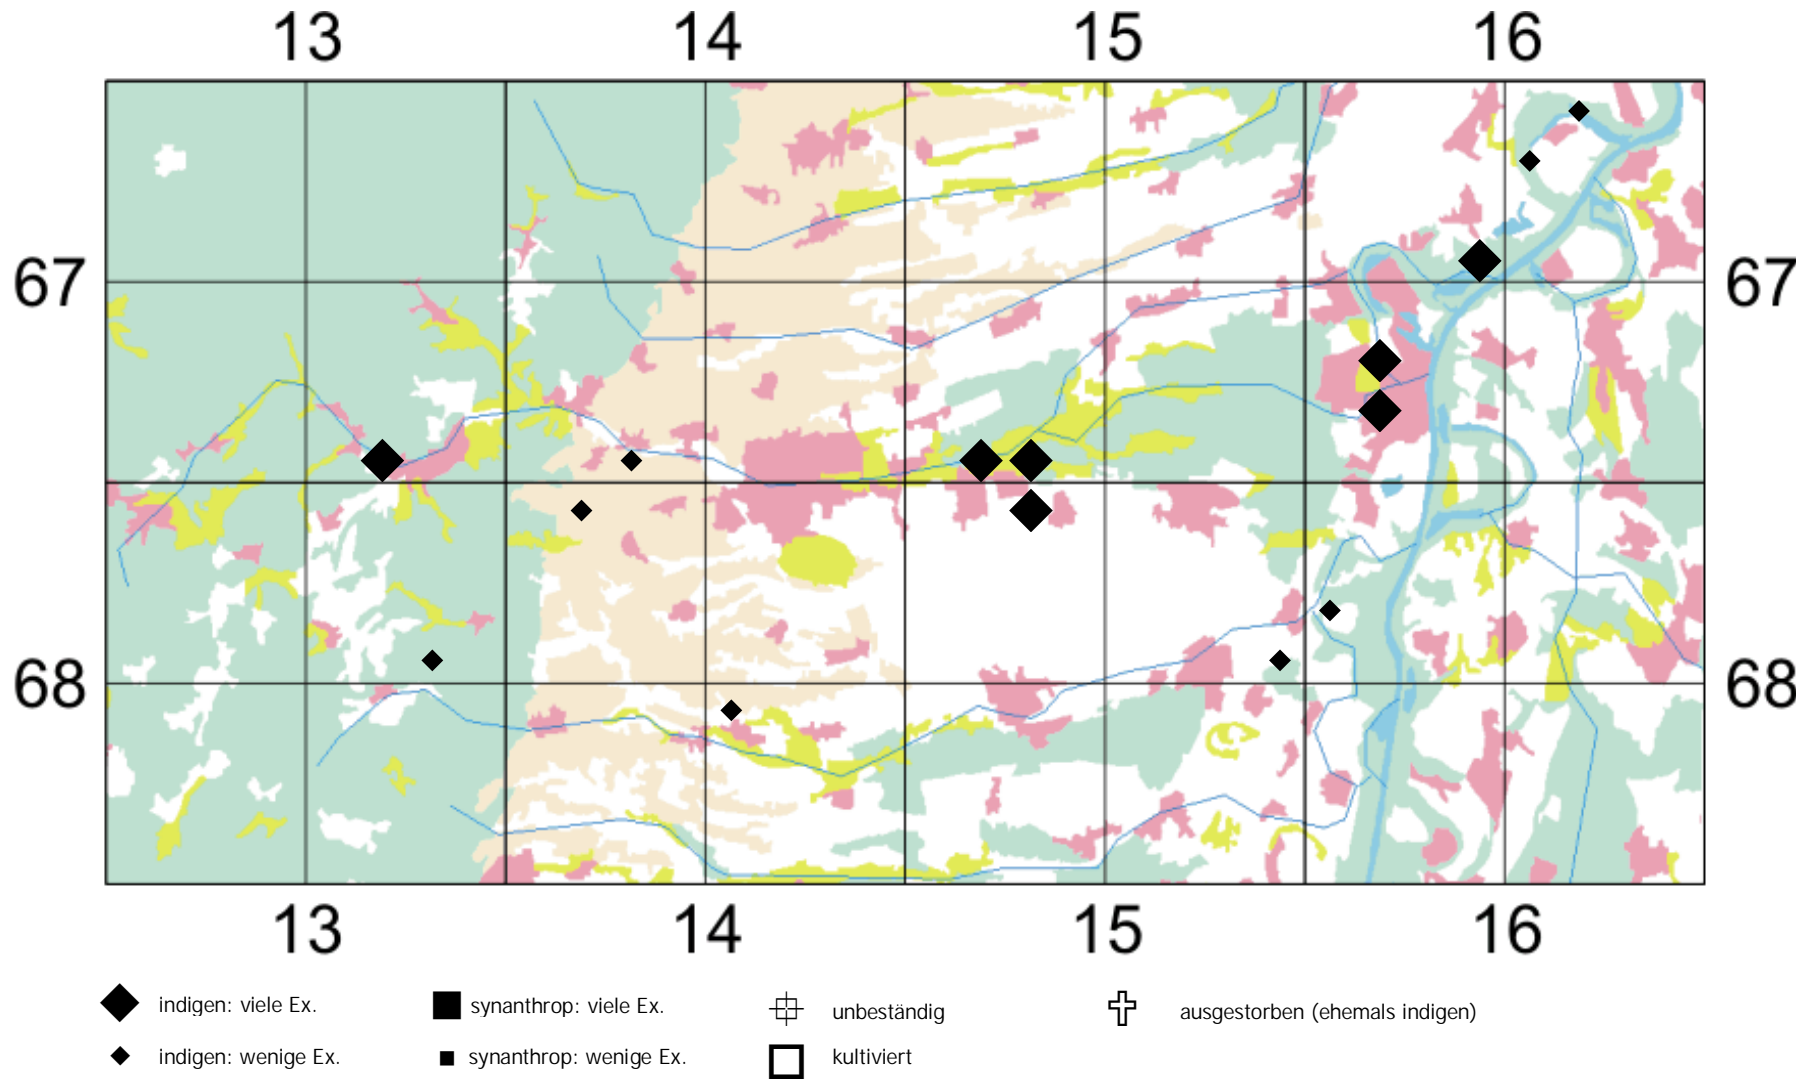 13 14 15 16
67 67
68 68
13 14 15 16
indigen: viele Ex. synanthrop: viele Ex. unbeständig ausgestorben (ehemals indigen)
indigen: wenige Ex. synanthrop: wenige Ex. kultiviert